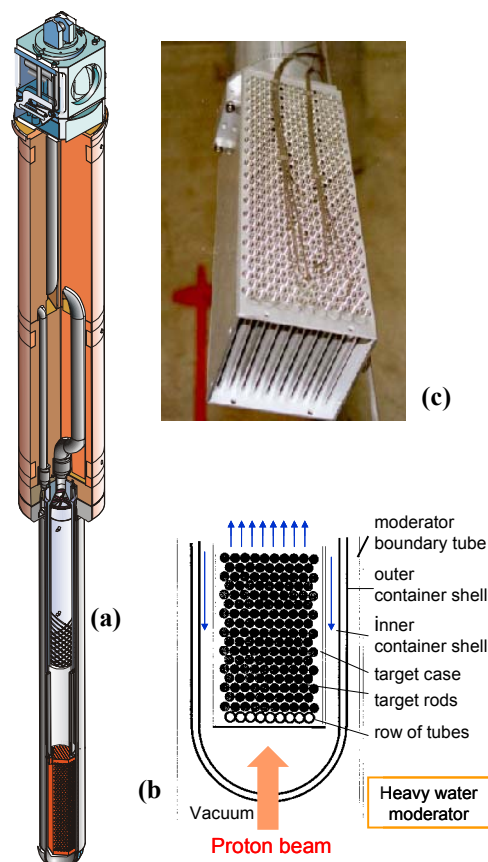 (c)
(a)
moderator
boundary tube
outer
container shell
inner
container shell
target case
target rods
row of tubes
(b)
Vacuum
Heavy water
moderator
Proton beam